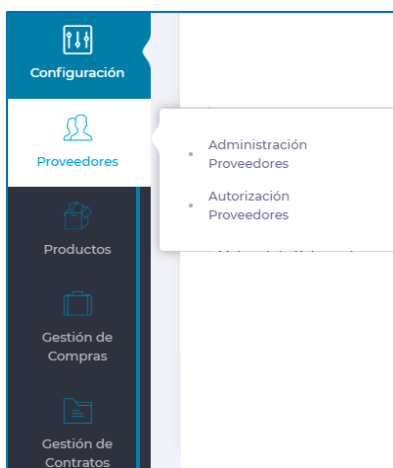 Configuración
Proveedores
Administración
Proveedores
Autorización
Proveedores
Productos
Gestión de
Compras
Gestión de
Contratos